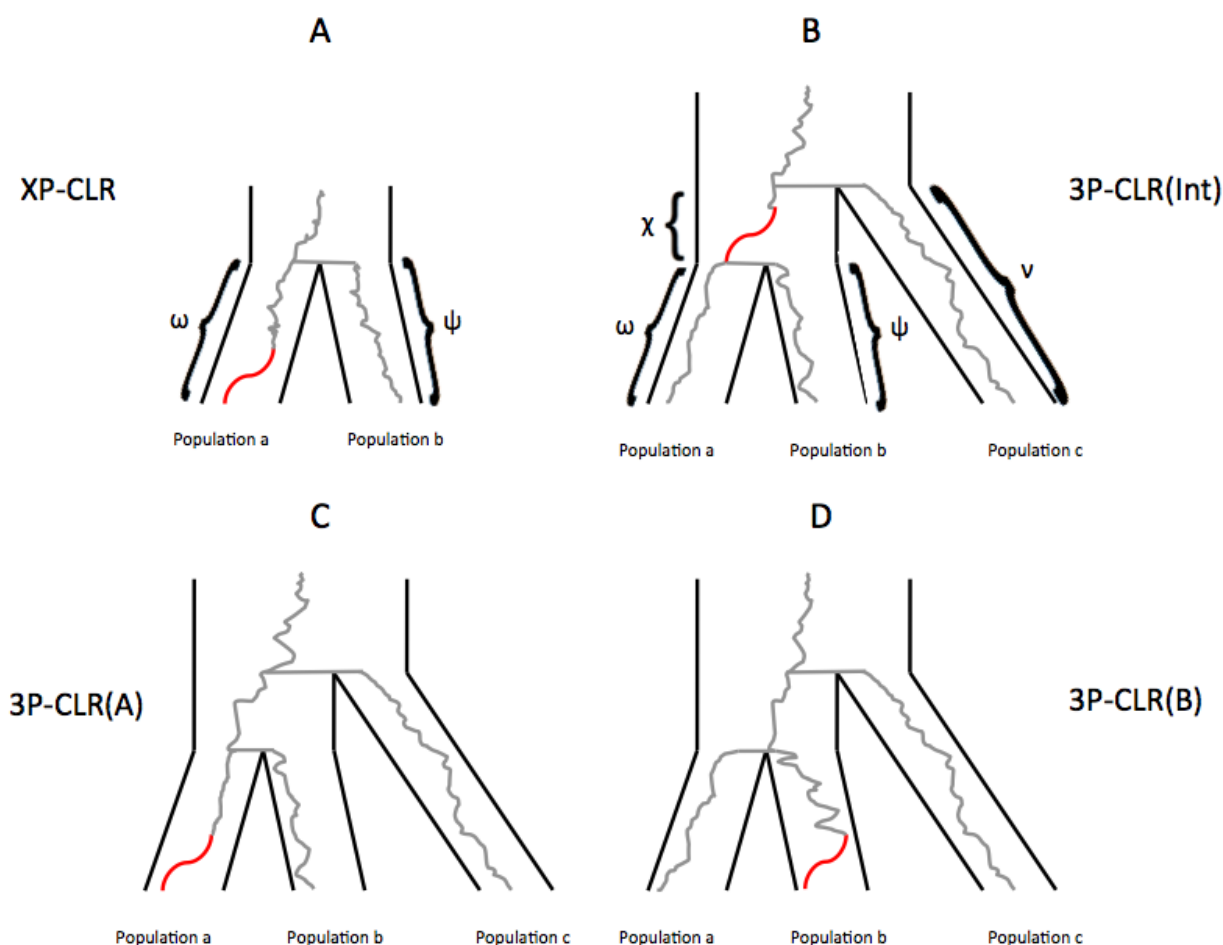 A
B
XP-CLR
3P-CLR(Int)
χ
ω
ψ
ω
ψ
ν
Population a
Population b
Population a
Population b
Population c
C
D
3P-CLR(A)
3P-CLR(B)
Population a
Population b
Population c
Population a
Population b
Population c